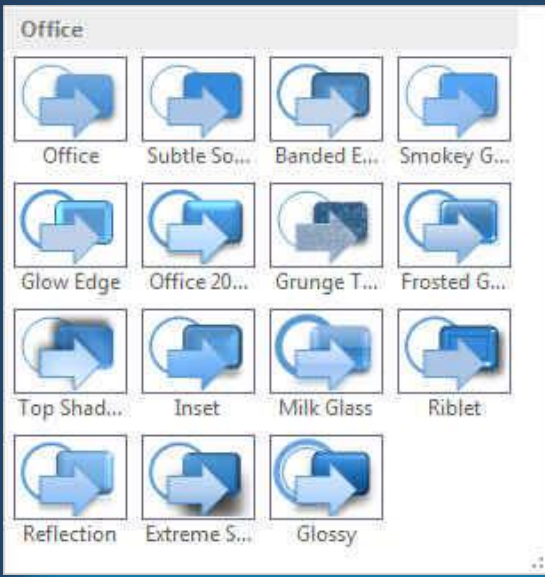 Office
Office Subtle So... Banded E... Smokey G...
Glow Edge Office 20... Grunge T... Frosted G...
Top Shad... Inset Milk Glass Riblet
Reflection Extreme S... Glossy